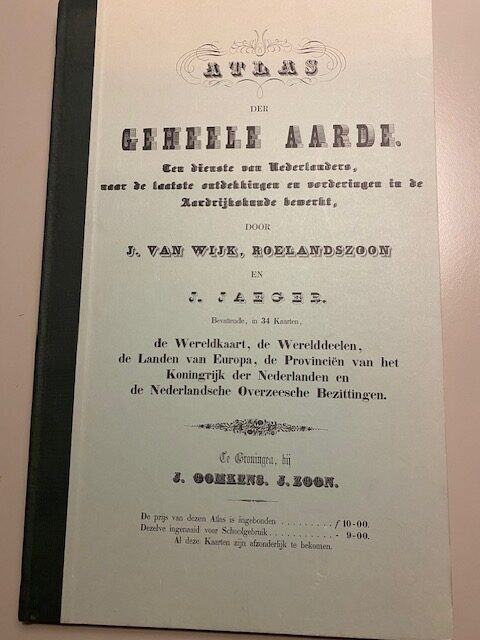 ATLAS
DER
GEHEELE AARDE.
Ten dienste van Nederlanders,
naar de laatste ontdekkingen en vorderingen in de
Aardrijkskunde bewerkt,
DOOR
J. VAN WIJK, ROELANDSZOON
EN
J. JAEGER.
Bevattende, in 34 Kaarten,
de Wereldkaart, de Werelddeelen,
de Landen van Europa, de Provinciën van het
Koningrijk der Nederlanden en
de Nederlandsche Overzeesche Bezittingen.
Te Groningen, bij
J. OOMKENS, J. ZOON.
De prijs van dezen Atlas is ingebonden . . . . . . . . . ƒ 10-00.
Dezelve ingenaaid voor Schoolgebruik . . . . . . . . . . - 9-00.
Al deze Kaarten zijn afzonderlijk te bekomen.